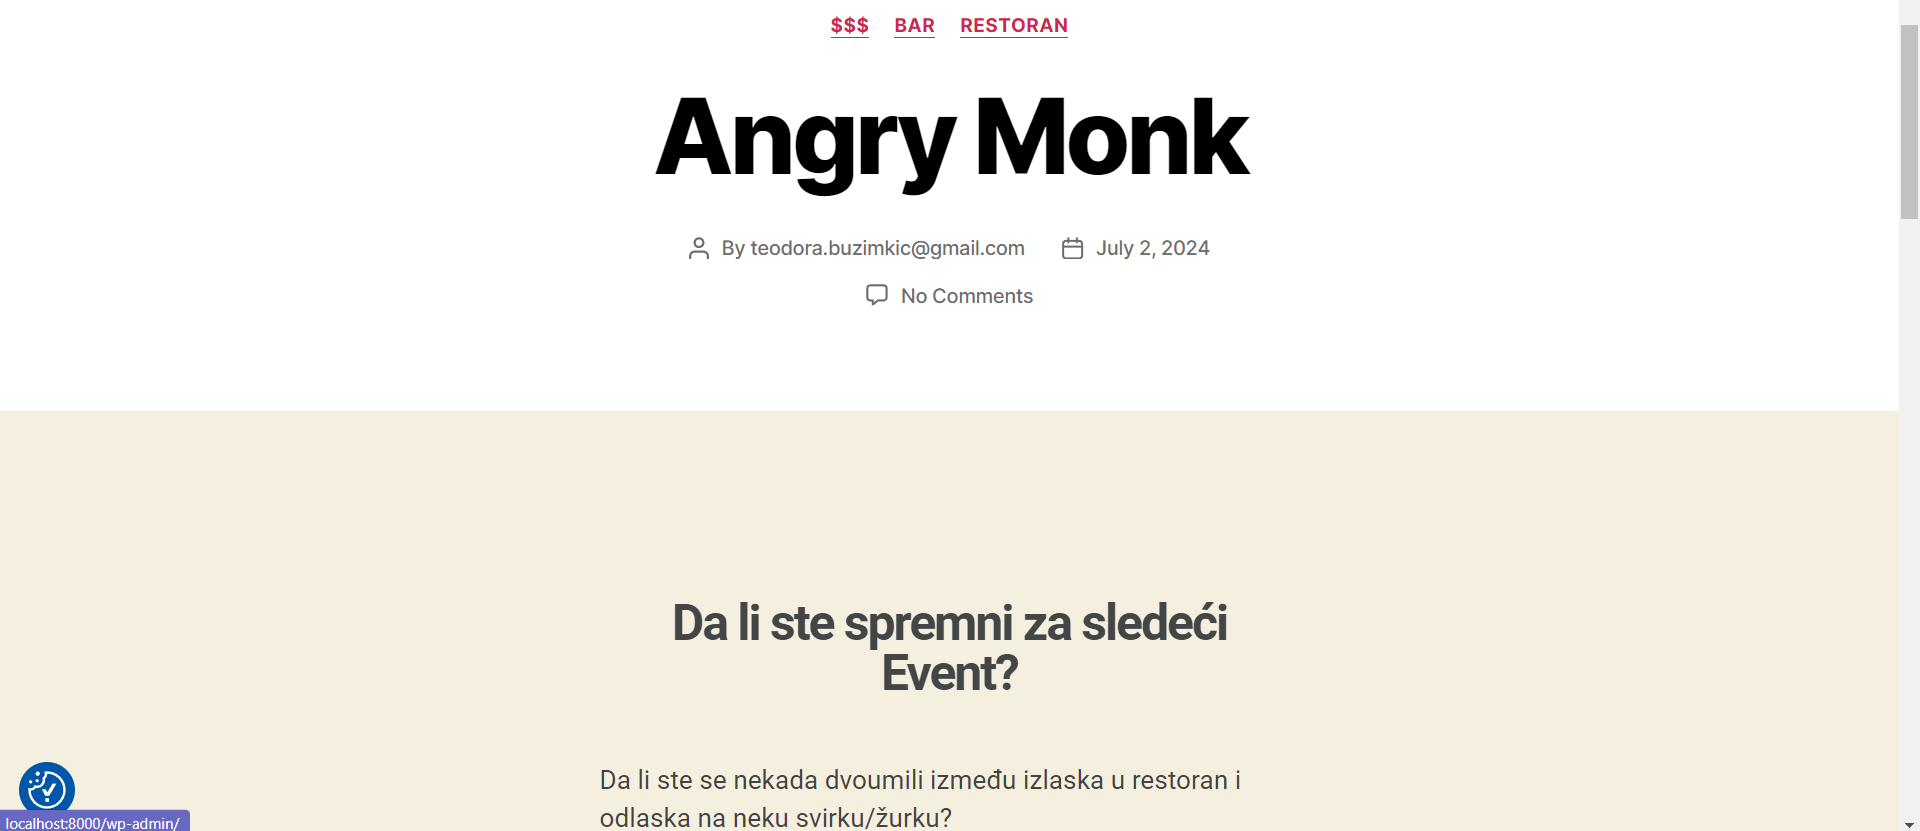 $$$ BAR RESTORAN
Angry Monk
By teodora.buzimkic@gmail.com July 2, 2024
No Comments
Da li ste spremni za sledeći
Event?
Da li ste se nekada dvoumili između izlaska u restoran i
odlaska na neku svirku/žurku?
localhost:8000/wp-admin/